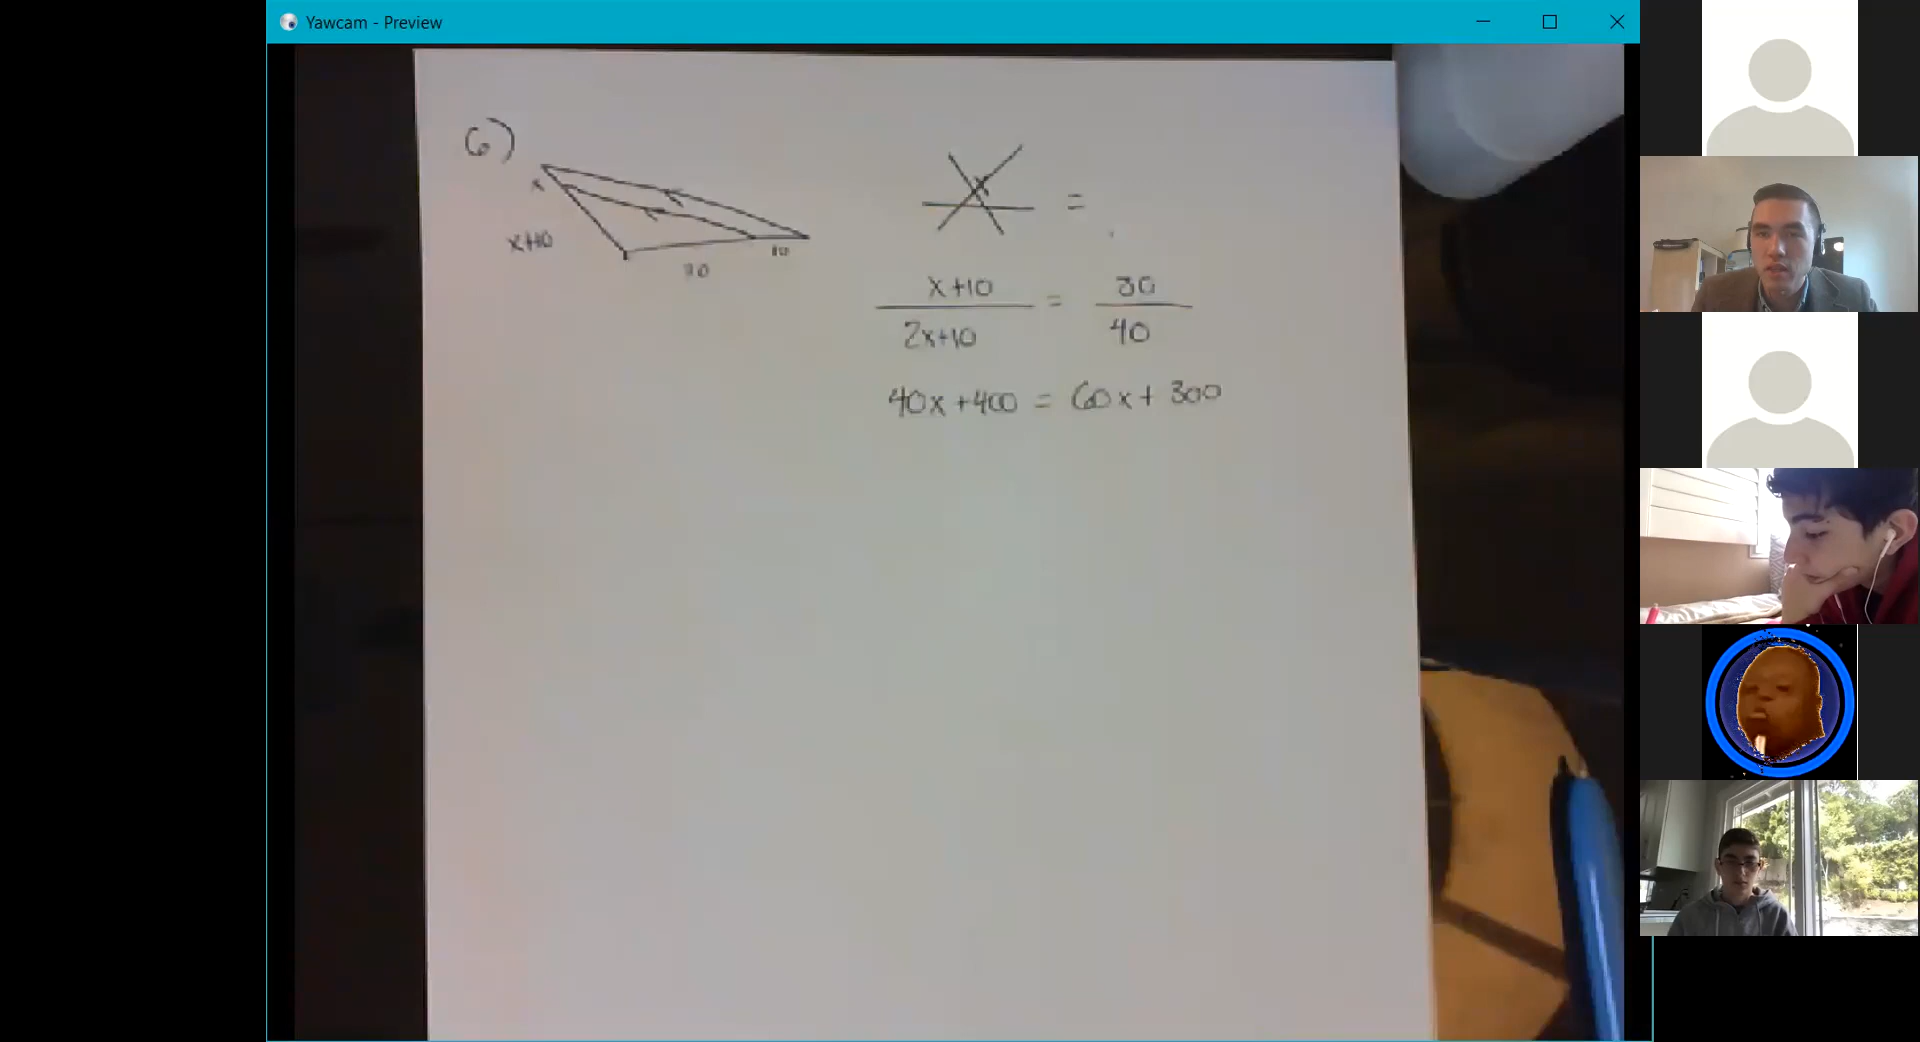 Yawcam - Preview
6)
x
x+10
30
10
=
x+10 = 30
2x+10 40
40x+400 = 60x+300